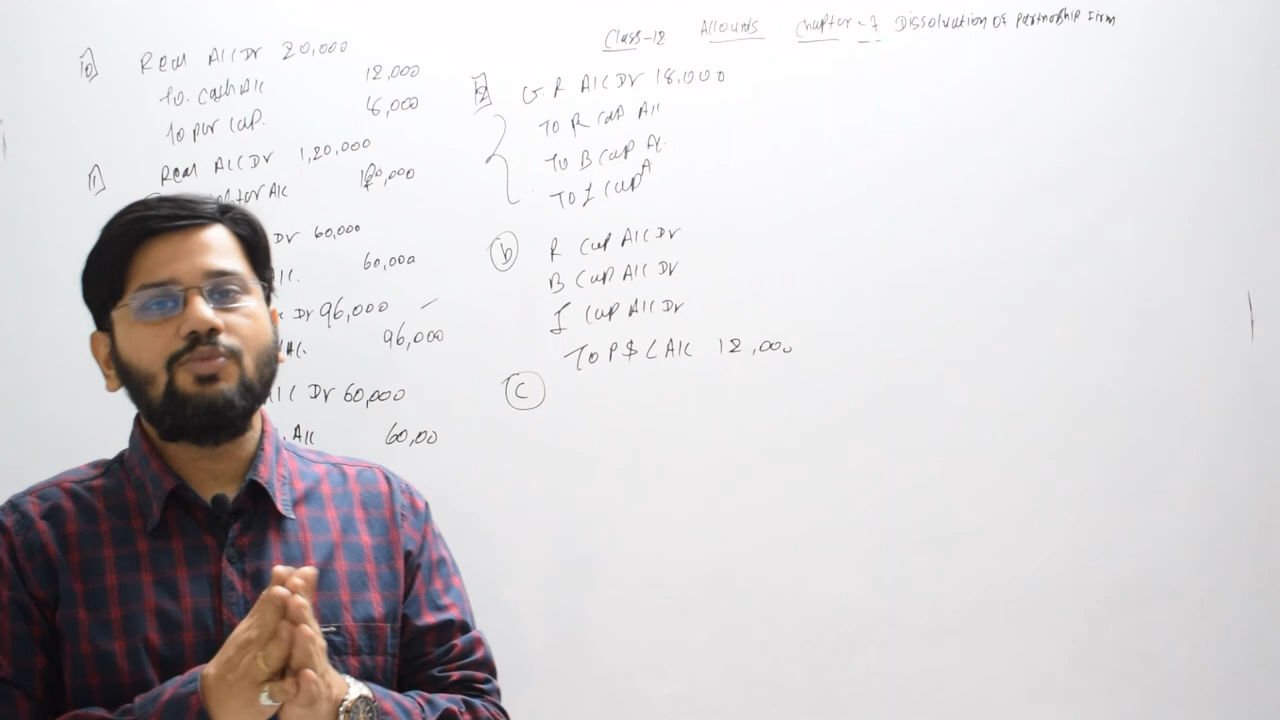 Class-12 Accounts Chapter-7 Dissolvation of Partnership Firm
10] Real A/c Dr 20,000
To. cash A/c 12,000
To par cap. 8,000
11] Real A/c Dr 1,20,000
A/c 120,000
Dr 60,000
A/c. 60,000
Dr 96,000
A/c. 96,000
A/c Dr 60,000
A/c 60,00
12] G.R A/c Dr 18,000
To R cap A/c
To B cap A/c
To I cap A
(b) R cap A/c Dr
B cap A/c Dr
I cap A/c Dr
To P$L A/c 12,000
(c)